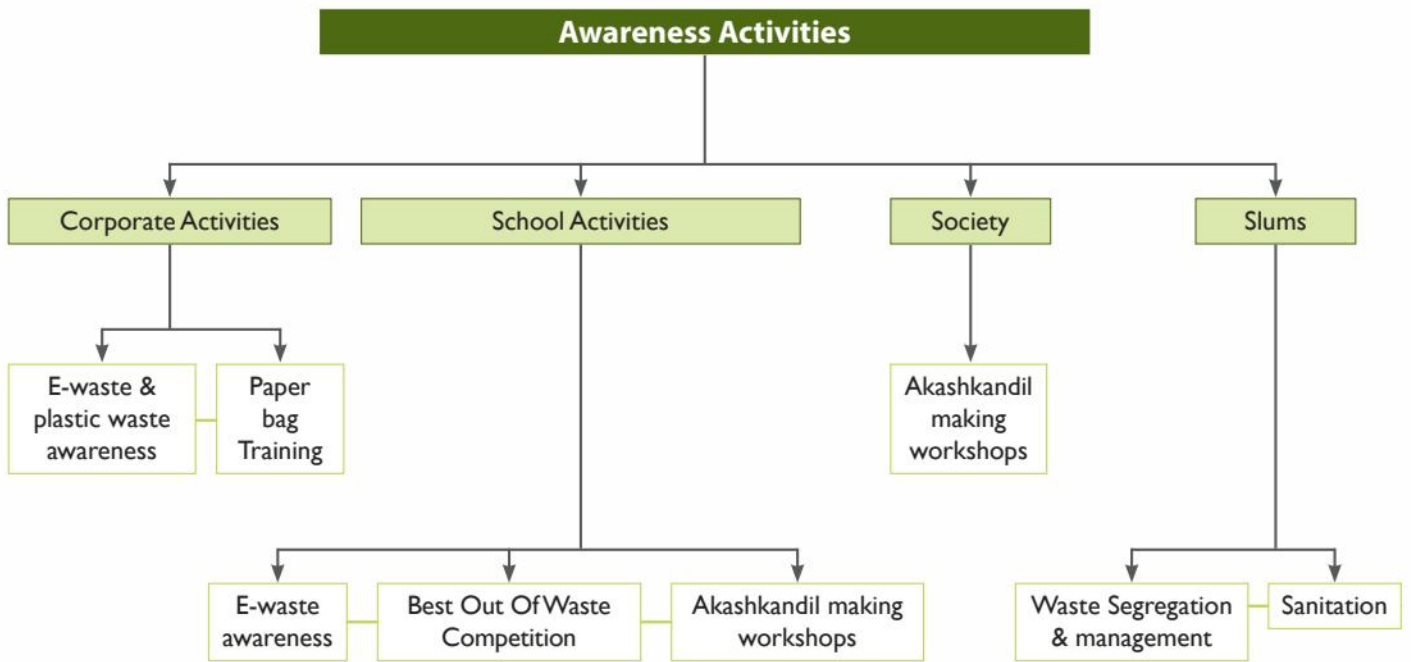 Awareness Activities
Corporate Activities
School Activities
Society
Slums
E-waste &
plastic waste
awareness
Paper
bag
Training
Akashkandil
making
workshops
E-waste
awareness
Best Out Of Waste
Competition
Akashkandil making
workshops
Waste Segregation
& management
Sanitation